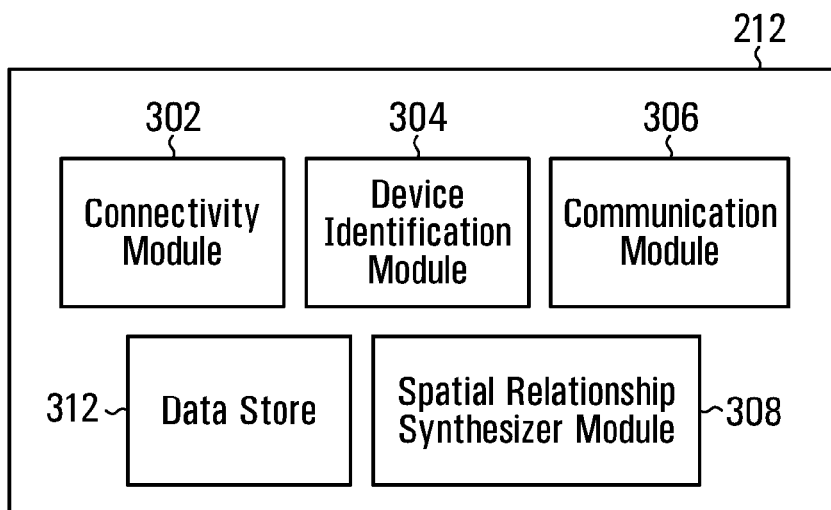 212
302
304
306
Connectivity
Module
Device
Identification
Module
Communication
Module
312
Data Store
Spatial Relationship
Synthesizer Module
308